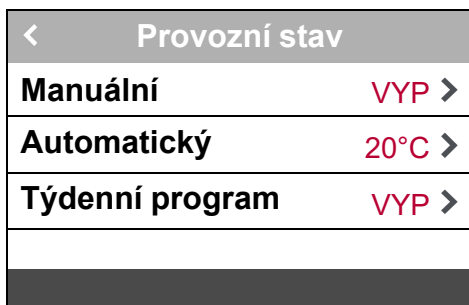 Provozní stav
Manuální VYP
Automatický 20°C
Týdenní program VYP